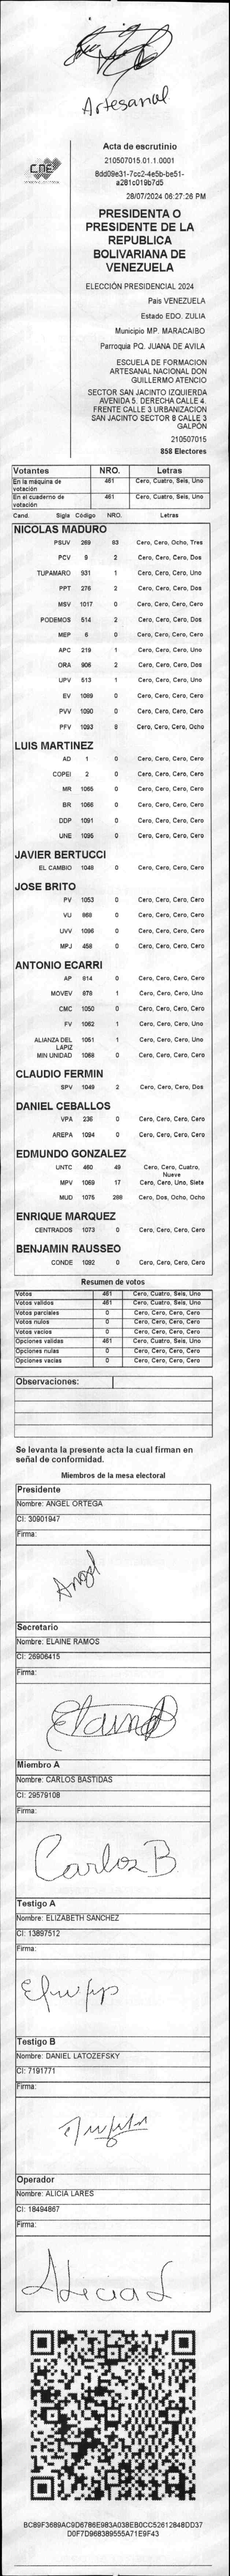 Artesanal
CNE
Acta de escrutinio
210507015.01.1.0001
8dd09e31-7cc2-4e5b-be51-
a281c019b7d5
28/07/2024 06:27:26 PM
PRESIDENTA O
PRESIDENTE DE LA
REPUBLICA
BOLIVARIANA DE
VENEZUELA
ELECCIÓN PRESIDENCIAL 2024
Pais VENEZUELA
Estado EDO. ZULIA
Municipio MP. MARACAIBO
Parroquia PQ. JUANA DE AVILA
ESCUELA DE FORMACION
ARTESANAL NACIONAL DON
GUILLERMO ATENCIO
SECTOR SAN JACINTO IZQUIERDA
AVENIDA 5. DERECHA CALLE 4.
FRENTE CALLE 3 URBANIZACION
SAN JACINTO SECTOR 8 CALLE 3
GALPÓN
210507015
858 Electores
Votantes NRO. Letras
En la máquina de votación 461 Cero, Cuatro, Seis, Uno
En el cuaderno de votación 461 Cero, Cuatro, Seis, Uno
Cand. Sigla Código NRO. Letras
NICOLAS MADURO
PSUV 269 83 Cero, Cero, Ocho, Tres
PCV 9 2 Cero, Cero, Cero, Dos
TUPAMARO 931 1 Cero, Cero, Cero, Uno
PPT 276 2 Cero, Cero, Cero, Dos
MSV 1017 0 Cero, Cero, Cero, Cero
PODEMOS 514 2 Cero, Cero, Cero, Dos
MEP 6 0 Cero, Cero, Cero, Cero
APC 219 1 Cero, Cero, Cero, Uno
ORA 906 2 Cero, Cero, Cero, Dos
UPV 513 1 Cero, Cero, Cero, Uno
EV 1089 0 Cero, Cero, Cero, Cero
PVV 1090 0 Cero, Cero, Cero, Cero
PFV 1093 8 Cero, Cero, Cero, Ocho
LUIS MARTINEZ
AD 1 0 Cero, Cero, Cero, Cero
COPEI 2 0 Cero, Cero, Cero, Cero
MR 1065 0 Cero, Cero, Cero, Cero
BR 1066 0 Cero, Cero, Cero, Cero
DDP 1091 0 Cero, Cero, Cero, Cero
UNE 1095 0 Cero, Cero, Cero, Cero
JAVIER BERTUCCI
EL CAMBIO 1048 0 Cero, Cero, Cero, Cero
JOSE BRITO
PV 1053 0 Cero, Cero, Cero, Cero
VU 868 0 Cero, Cero, Cero, Cero
UVV 1096 0 Cero, Cero, Cero, Cero
MPJ 458 0 Cero, Cero, Cero, Cero
ANTONIO ECARRI
AP 814 0 Cero, Cero, Cero, Cero
MOVEV 979 1 Cero, Cero, Cero, Uno
CMC 1050 0 Cero, Cero, Cero, Cero
FV 1062 1 Cero, Cero, Cero, Uno
ALIANZA DEL LAPIZ 1051 1 Cero, Cero, Cero, Uno
MIN UNIDAD 1068 0 Cero, Cero, Cero, Cero
CLAUDIO FERMIN
SPV 1049 2 Cero, Cero, Cero, Dos
DANIEL CEBALLOS
VPA 236 0 Cero, Cero, Cero, Cero
AREPA 1094 0 Cero, Cero, Cero, Cero
EDMUNDO GONZALEZ
UNTC 460 49 Cero, Cero, Cuatro, Nueve
MPV 1069 17 Cero, Cero, Uno, Siete
MUD 1075 288 Cero, Dos, Ocho, Ocho
ENRIQUE MARQUEZ
CENTRADOS 1073 0 Cero, Cero, Cero, Cero
BENJAMIN RAUSSEO
CONDE 1092 0 Cero, Cero, Cero, Cero
Resumen de votos
Votos 461 Cero, Cuatro, Seis, Uno
Votos validos 461 Cero, Cuatro, Seis, Uno
Votos parciales 0 Cero, Cero, Cero, Cero
Votos nulos 0 Cero, Cero, Cero, Cero
Votos vacios 0 Cero, Cero, Cero, Cero
Opciones validas 461 Cero, Cuatro, Seis, Uno
Opciones nulas 0 Cero, Cero, Cero, Cero
Opciones vacias 0 Cero, Cero, Cero, Cero
Observaciones:
Se levanta la presente acta la cual firman en
señal de conformidad.
Miembros de la mesa electoral
Presidente
Nombre: ANGEL ORTEGA
CI: 30901947
Firma:
Angel
Secretario
Nombre: ELAINE RAMOS
CI: 26906415
Firma:
Miembro A
Nombre: CARLOS BASTIDAS
CI: 29579108
Firma:
Carlos B
Testigo A
Nombre: ELIZABETH SANCHEZ
CI: 13897512
Firma:
Testigo B
Nombre: DANIEL LATOZEFSKY
CI: 7191771
Firma:
Operador
Nombre: ALICIA LARES
CI: 18494867
Firma:
Alicia L
BC89F3689AC9D6786E983A038EB0CC52612848DD37
D0F7D968389555A71E9F43